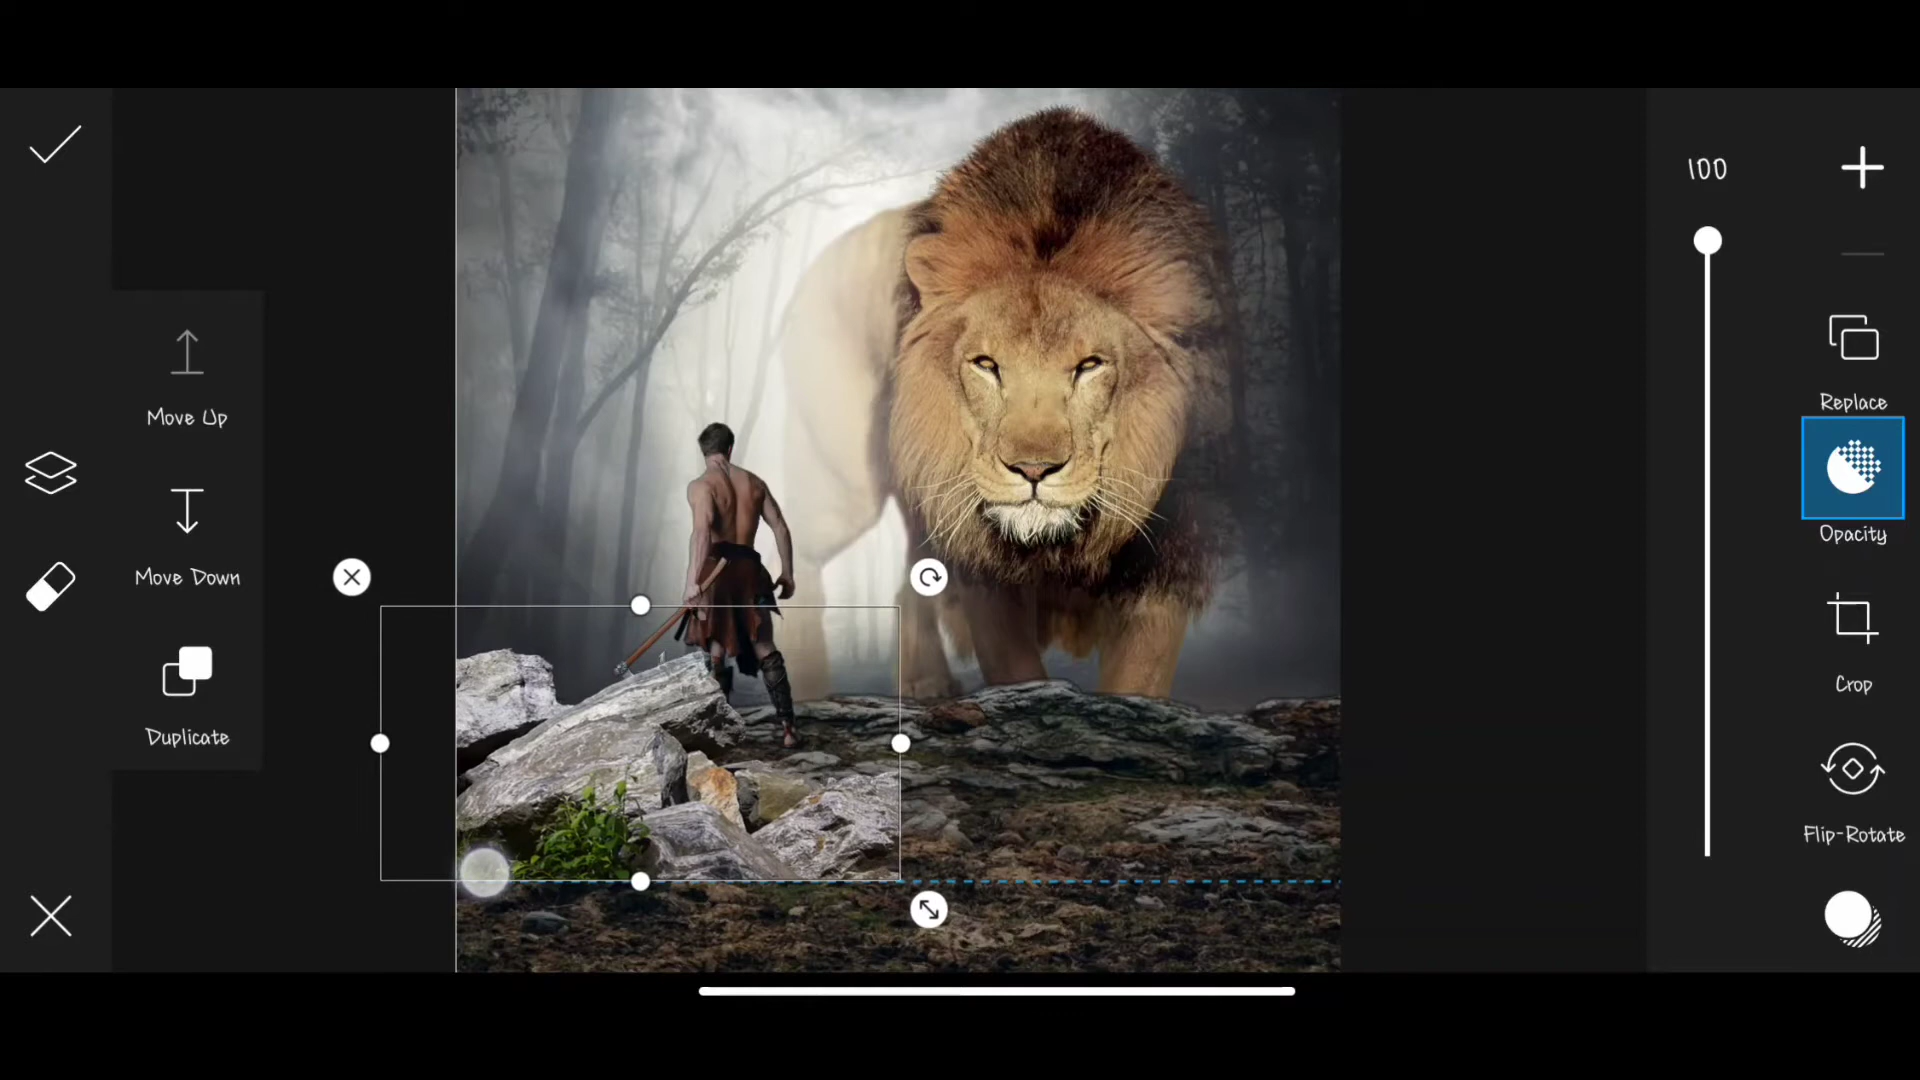 100
Move Up
Move Down
Duplicate
Replace
Opacity
Crop
Flip-Rotate